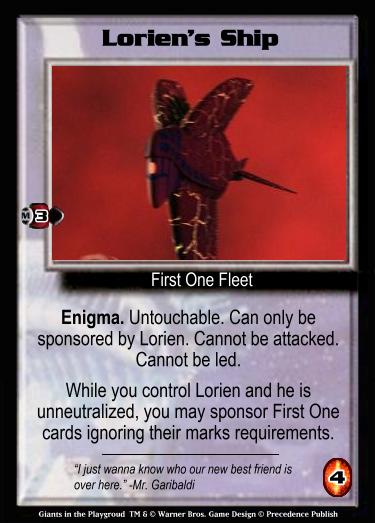 Lorien's Ship
M 3
First One Fleet
Enigma. Untouchable. Can only be
sponsored by Lorien. Cannot be attacked.
Cannot be led.
While you control Lorien and he is
unneutralized, you may sponsor First One
cards ignoring their marks requirements.
"I just wanna know who our new best friend is
over here." -Mr. Garibaldi
4
Giants in the Playgroud TM & © Warner Bros. Game Design © Precedence Publish